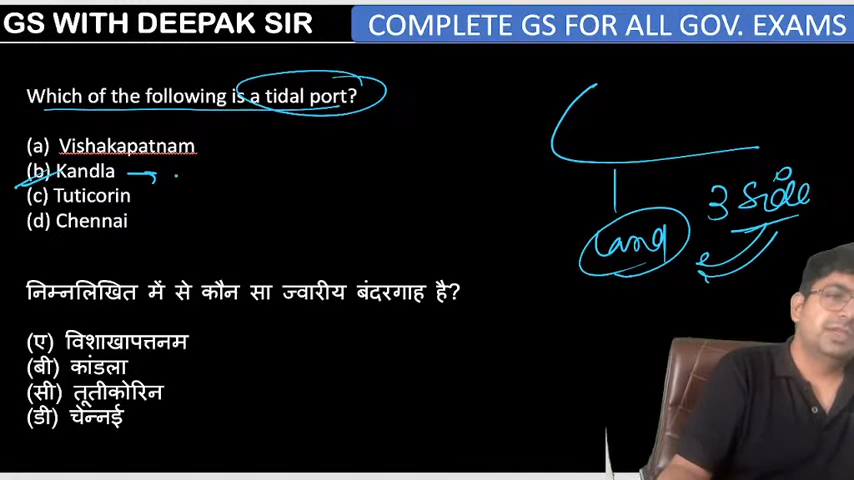 GS WITH DEEPAK SIR
COMPLETE GS FOR ALL GOV. EXAMS
Which of the following is a tidal port?
(a) Vishakapatnam
(b) Kandla
(c) Tuticorin
(d) Chennai
3 Side
Land
निम्नलिखित में से कौन सा ज्वारीय बंदरगाह है?
(ए) विशाखापत्तनम
(बी) कांडला
(सी) तूतीकोरिन
(डी) चेन्नई